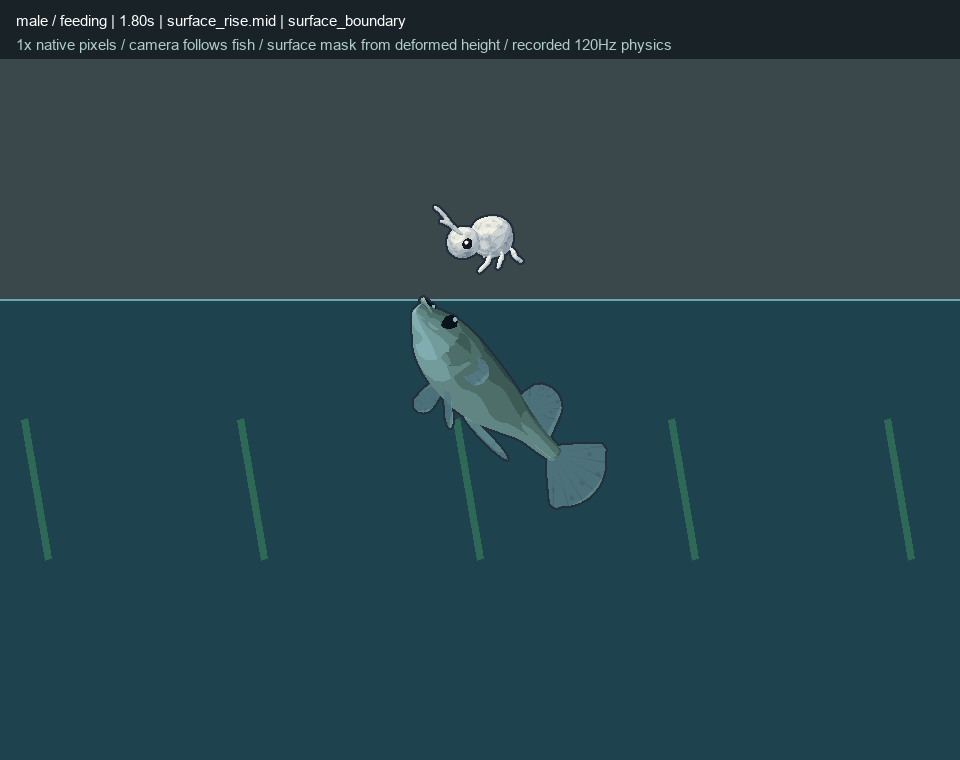 male / feeding | 1.80s | surface_rise.mid | surface_boundary
1x native pixels / camera follows fish / surface mask from deformed height / recorded 120Hz physics